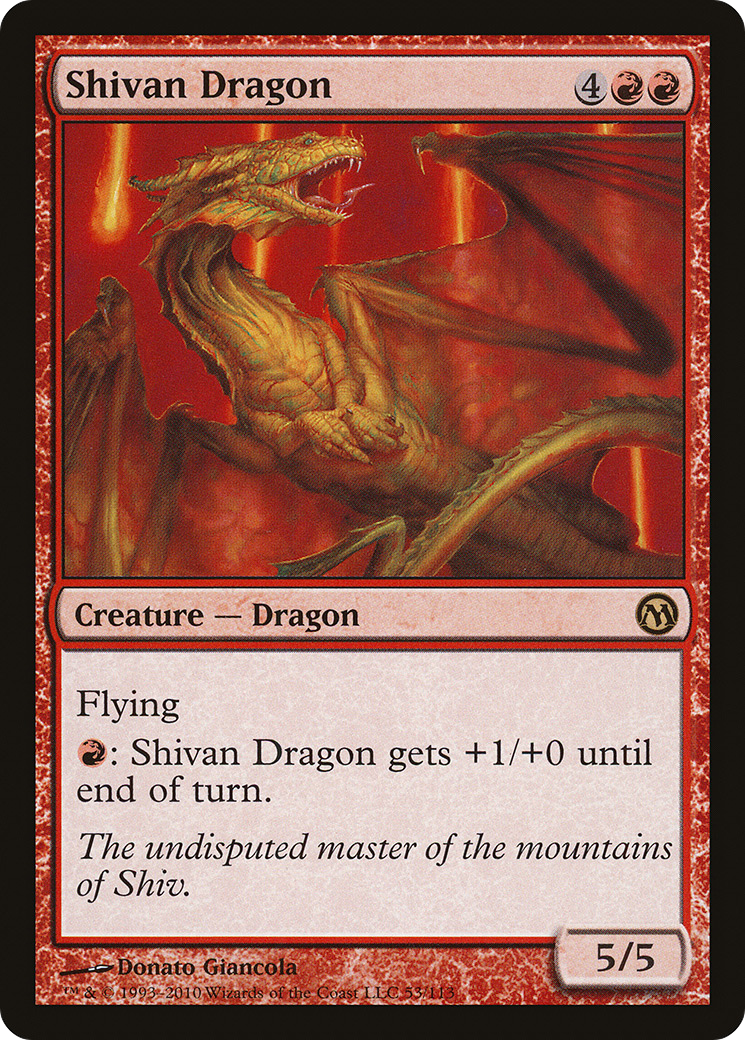 Shivan Dragon 4
Creature — Dragon
Flying
: Shivan Dragon gets +1/+0 until
end of turn.
The undisputed master of the mountains
of Shiv.
5/5
Donato Giancola
™ & © 1993–2010 Wizards of the Coast LLC 53/113